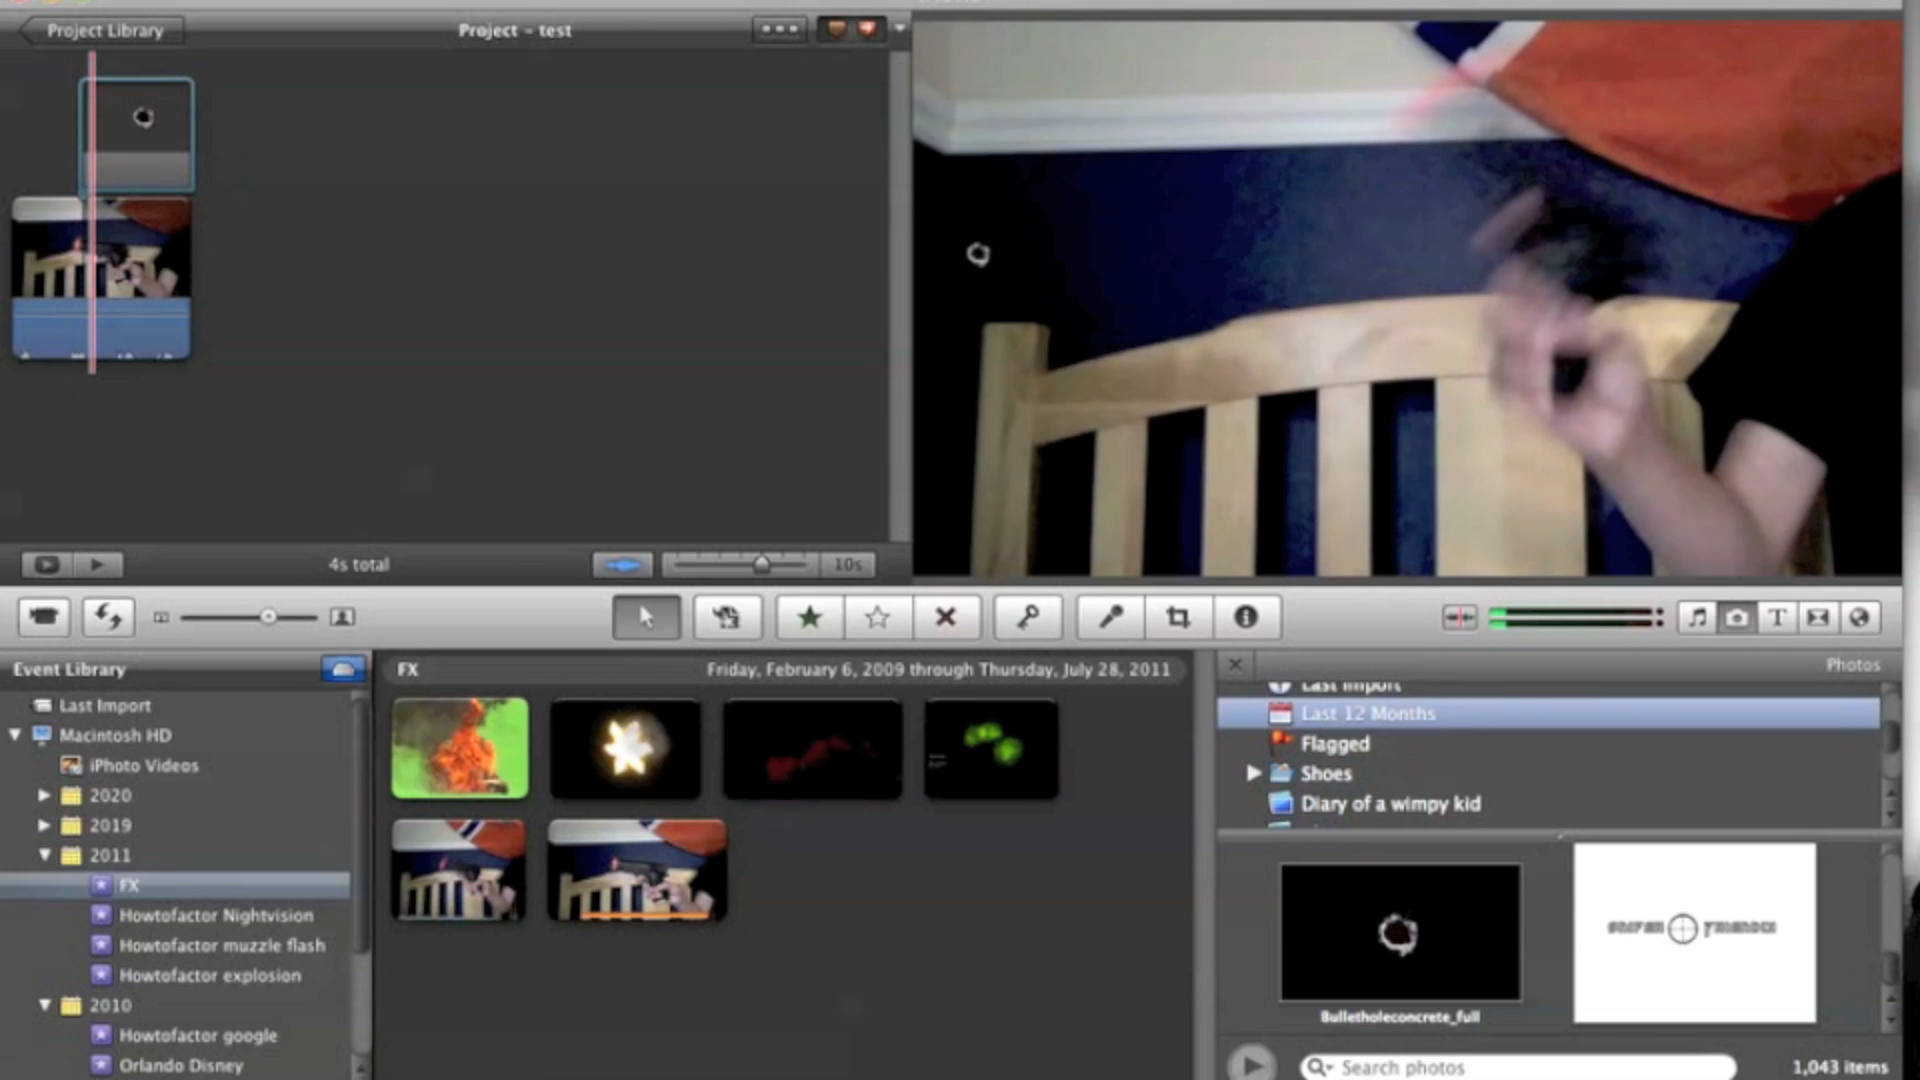 Project Library
Project - test
4s total
10s
Event Library
FX
Friday, February 6, 2009 through Thursday, July 28, 2011
Photos
Last Import
Macintosh HD
iPhoto Videos
2020
2019
2011
FX
Howtofactor Nightvision
Howtofactor muzzle flash
Howtofactor explosion
2010
Howtofactor google
Orlando Disney
Last Import
Last 12 Months
Flagged
Shoes
Diary of a wimpy kid
Bulletholeconcrete_full
Search photos
1,043 items